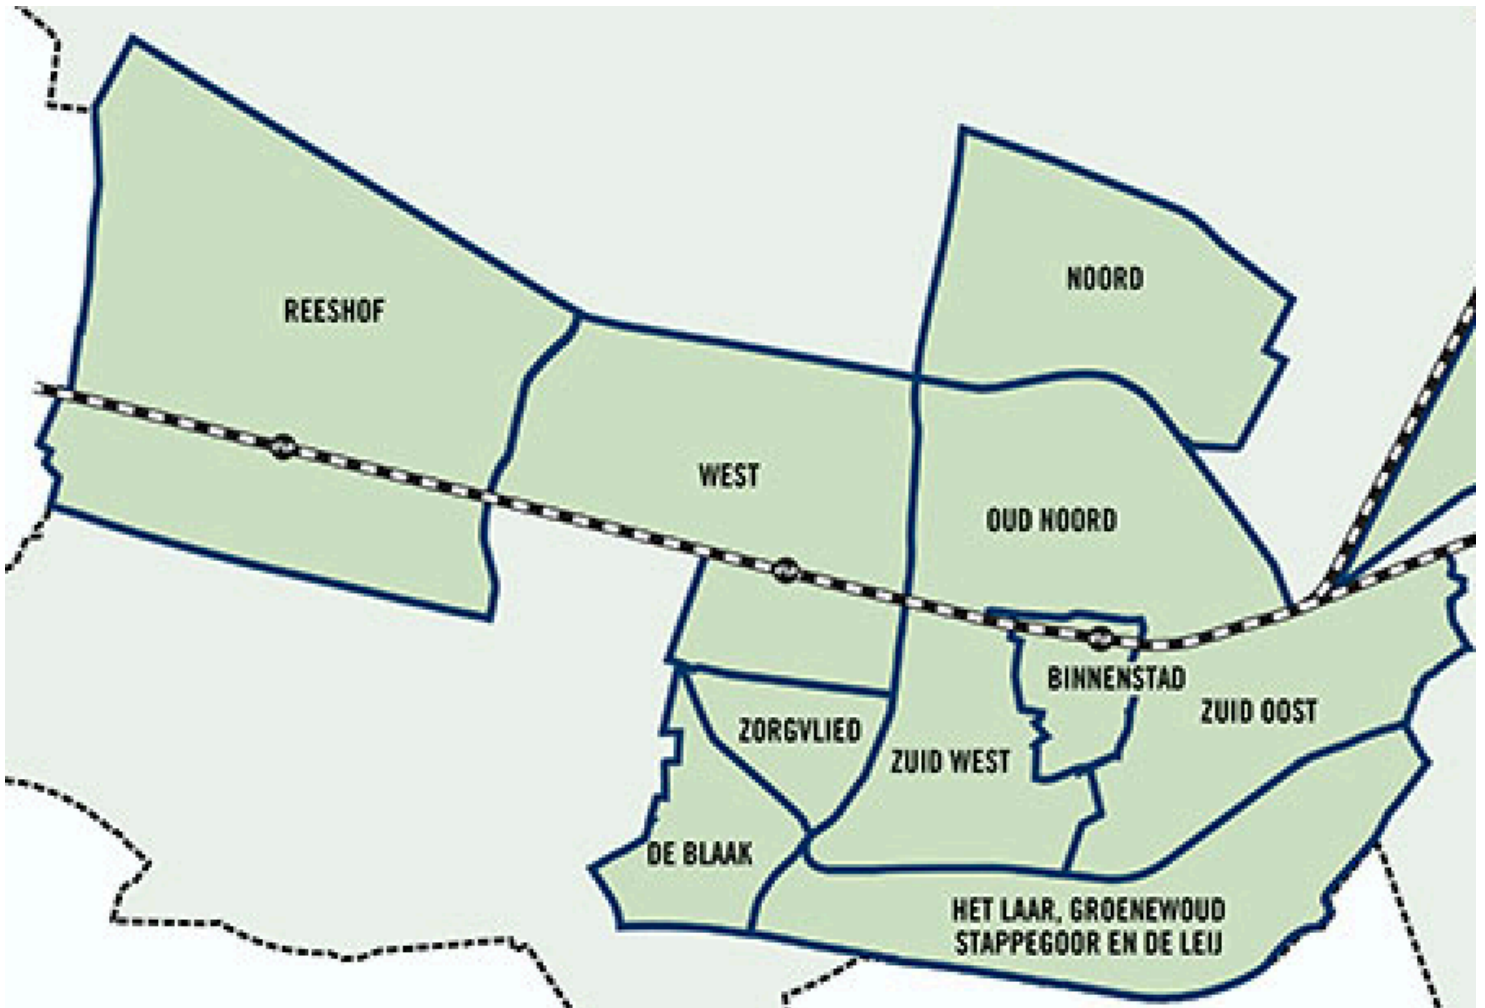 NOORD
REESHOF
WEST
OUD NOORD
BINNENSTAD
ZUID OOST
ZORGVLIED
ZUID WEST
DE BLAAK
HET LAAR, GROENEWOUD
STAPPEGOOR EN DE LEIJ